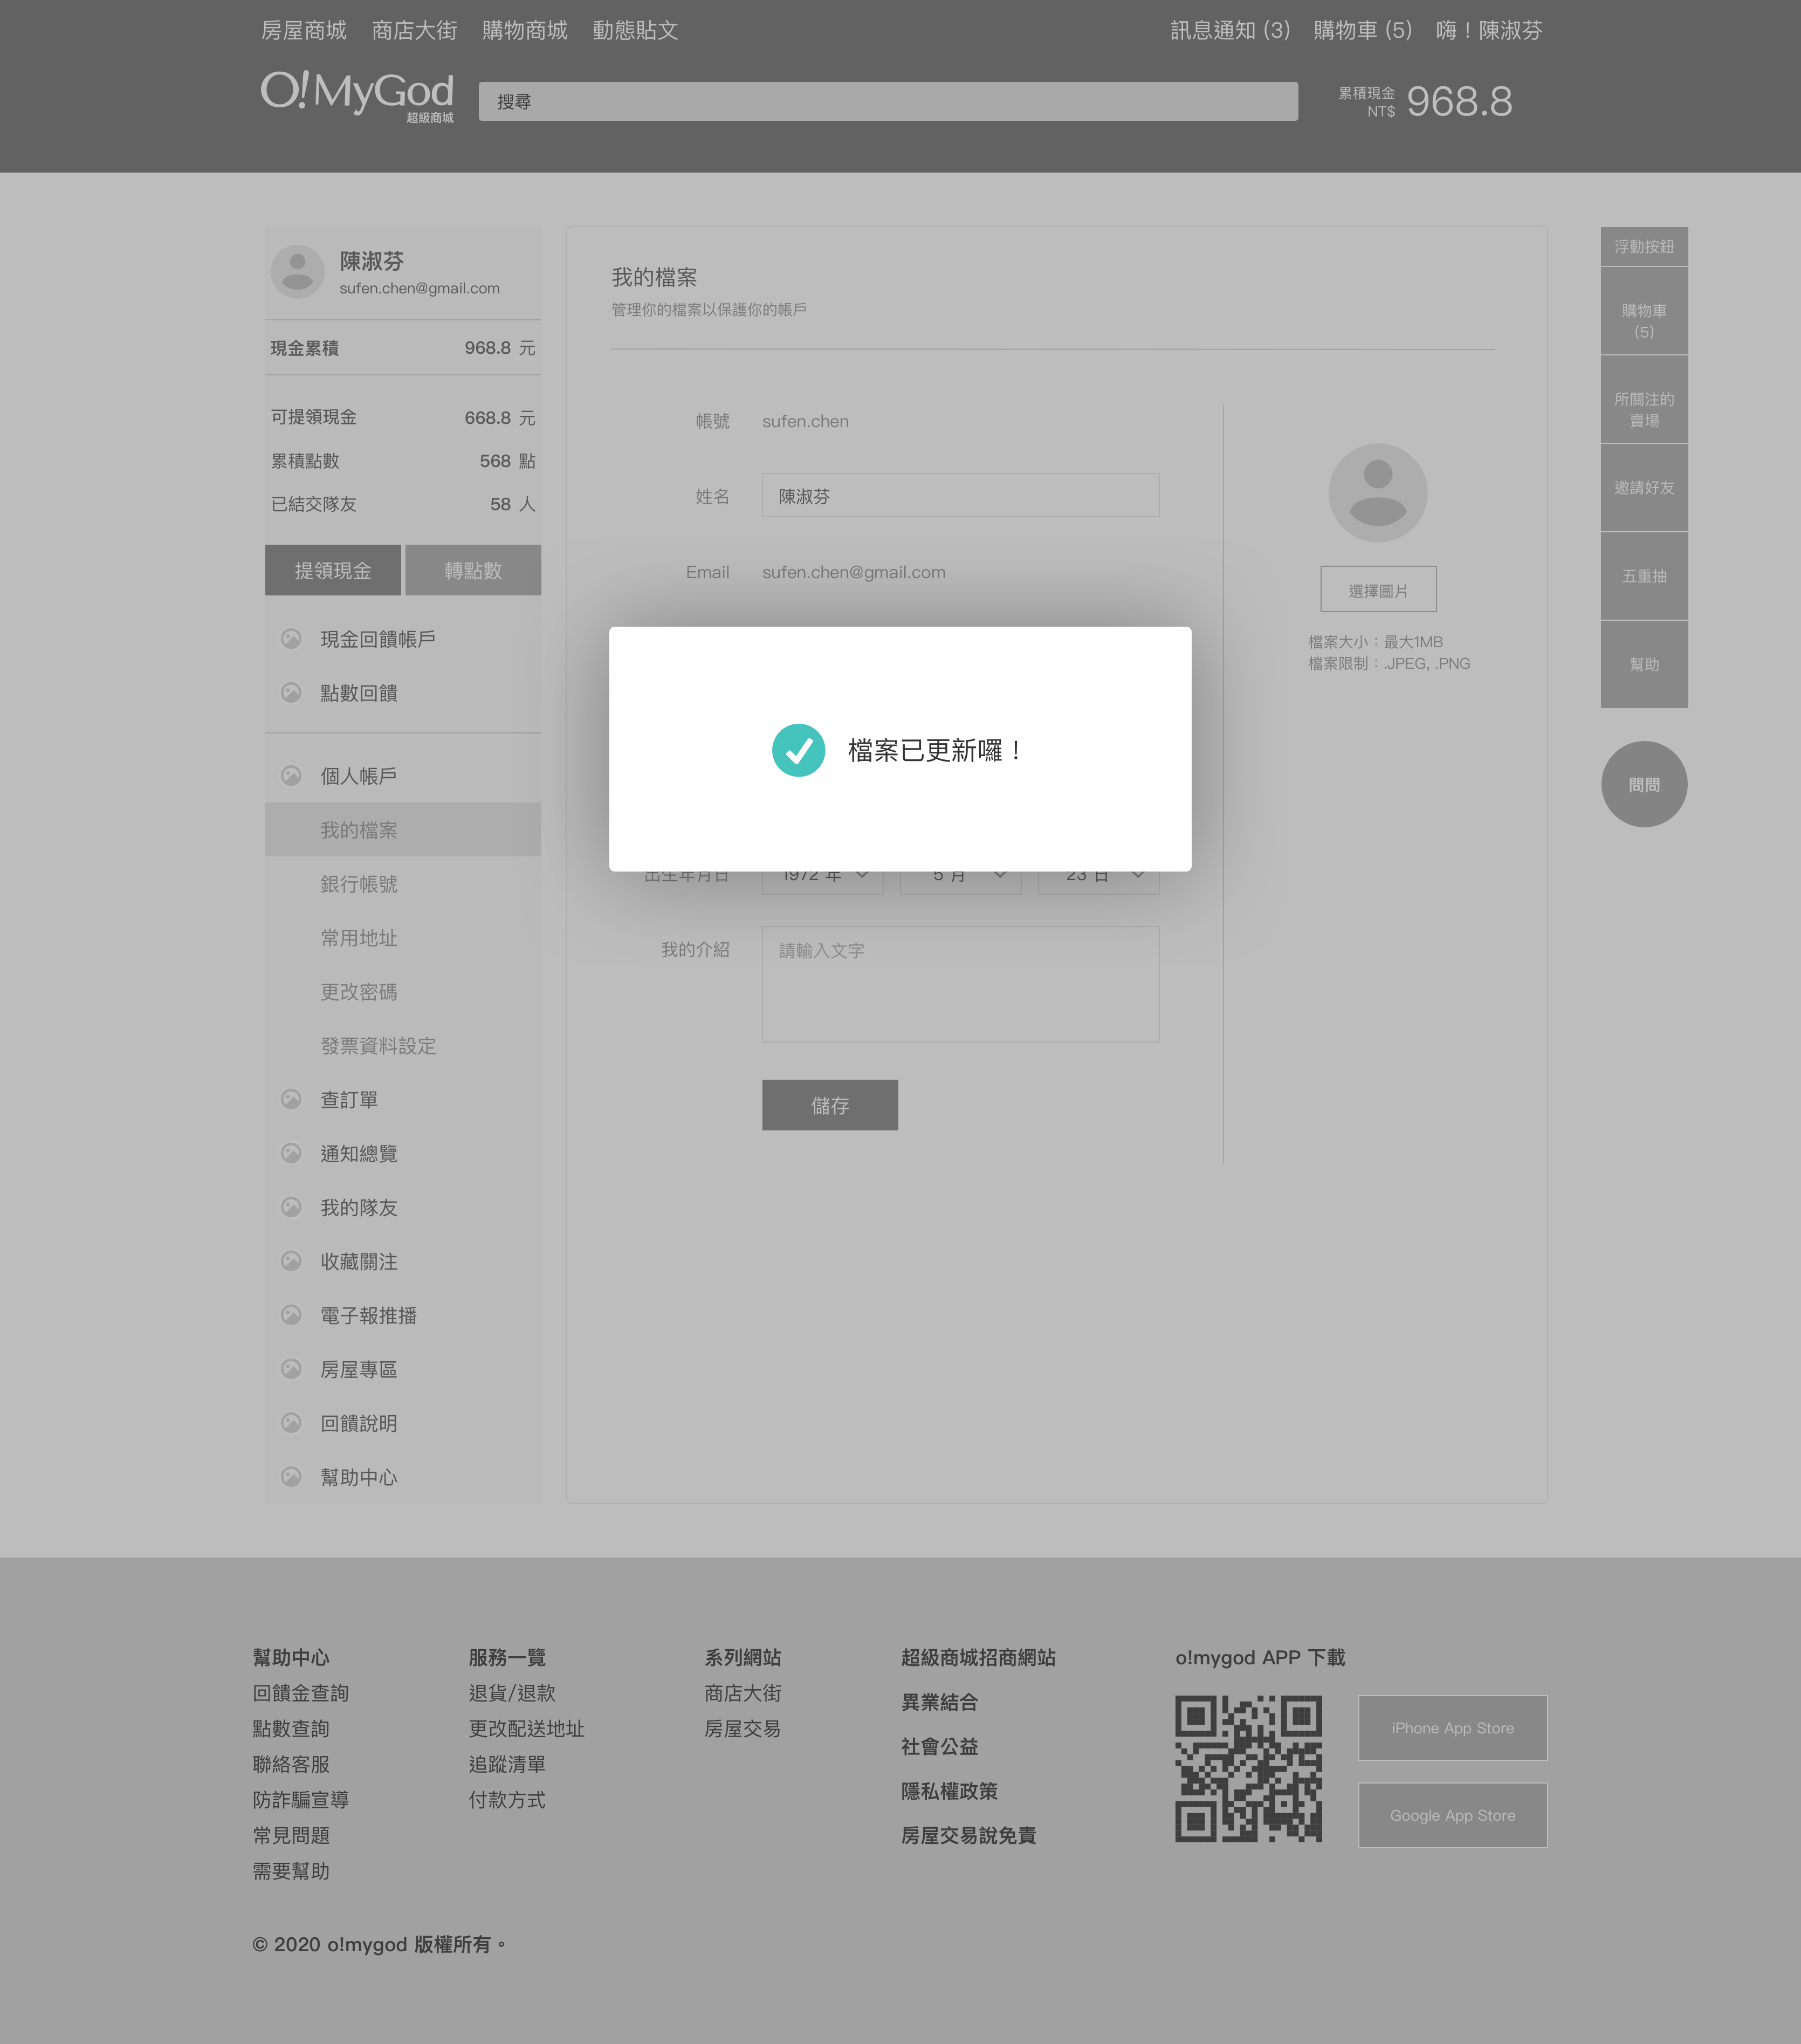 房屋商城 商店大街 購物商城 動態貼文 訊息通知 (3) 購物車 (5) 嗨！陳淑芬
O!MyGod
超級商城
搜尋
累積現金
NT$ 968.8
陳淑芬
sufen.chen@gmail.com
現金累積 968.8 元
可提領現金 668.8 元
累積點數 568 點
已結交隊友 58 人
提領現金 轉點數
現金回饋帳戶
點數回饋
個人帳戶
我的檔案
銀行帳號
常用地址
更改密碼
發票資料設定
查訂單
通知總覽
我的隊友
收藏關注
電子報推播
房屋專區
回饋說明
幫助中心
我的檔案
管理你的檔案以保護你的帳戶
帳號 sufen.chen
姓名 陳淑芬
Email sufen.chen@gmail.com
檔案已更新囉！
出生年月日 1972 年 5 月 23 日
我的介紹 請輸入文字
儲存
選擇圖片
檔案大小：最大1MB
檔案限制：.JPEG, .PNG
浮動按鈕
購物車
(5)
所關注的
賣場
邀請好友
五重抽
幫助
問問
幫助中心
回饋金查詢
點數查詢
聯絡客服
防詐騙宣導
常見問題
需要幫助
服務一覽
退貨/退款
更改配送地址
追蹤清單
付款方式
系列網站
商店大街
房屋交易
超級商城招商網站
異業結合
社會公益
隱私權政策
房屋交易說免責
o!mygod APP 下載
iPhone App Store
Google App Store
© 2020 o!mygod 版權所有。